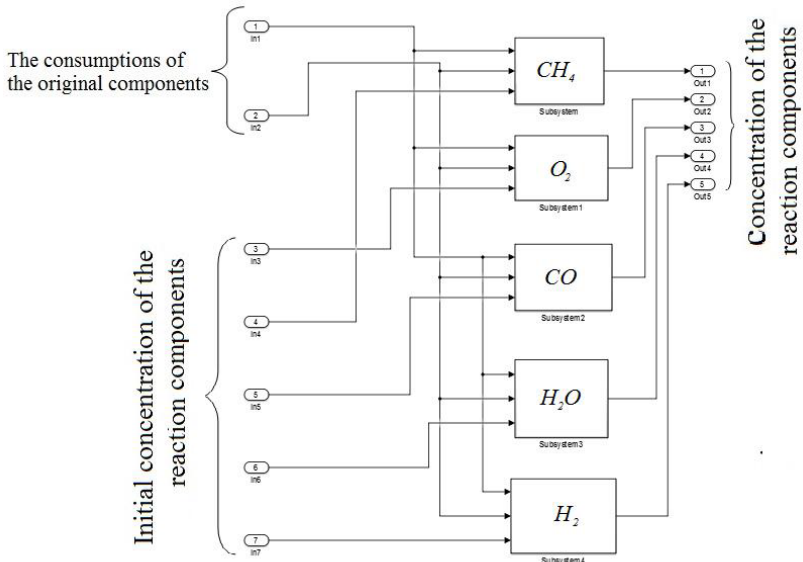 The consumptions of
the original components
1
In1
2
In2
Initial concentration of the
reaction components
3
In3
4
In4
5
In5
6
In6
7
In7
CH₄
Subsystem
O₂
Subsystem1
CO
Subsystem2
H₂O
Subsystem3
H₂
Subsystem4
1
Out1
2
Out2
3
Out3
4
Out4
5
Out5
Concentration of the
reaction components